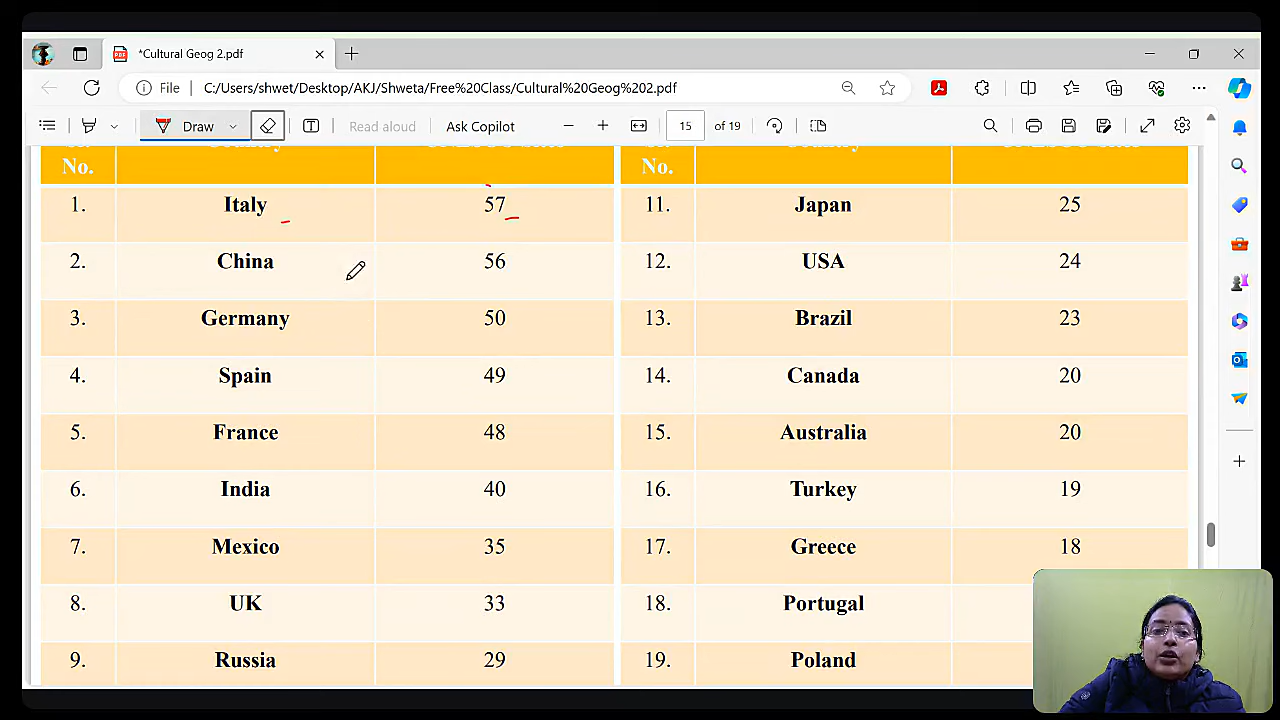 *Cultural Geog 2.pdf
File C:/Users/shwet/Desktop/AKJ/Shweta/Free%20Class/Cultural%20Geog%202.pdf
Draw Read aloud Ask Copilot 15 of 19
No. No.
1. Italy 57 11. Japan 25
2. China 56 12. USA 24
3. Germany 50 13. Brazil 23
4. Spain 49 14. Canada 20
5. France 48 15. Australia 20
6. India 40 16. Turkey 19
7. Mexico 35 17. Greece 18
8. UK 33 18. Portugal
9. Russia 29 19. Poland